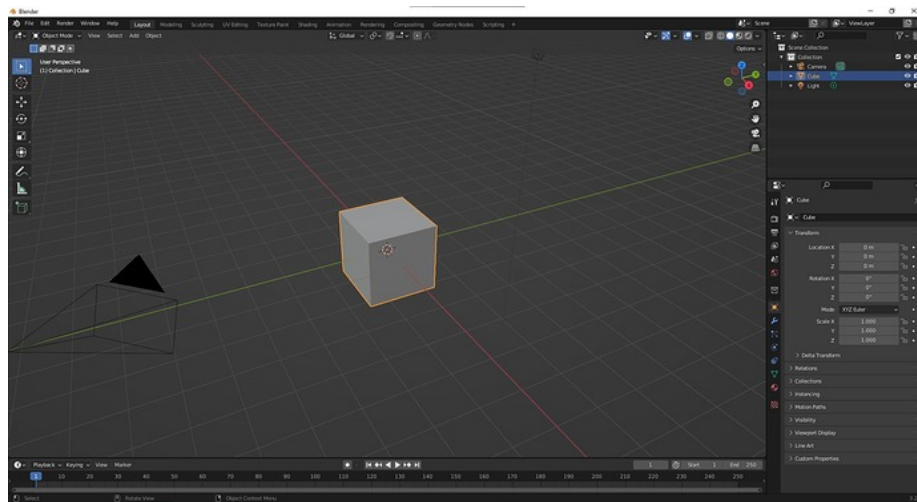 Blender
File Edit Render Window Help Layout Modeling Sculpting UV Editing Texture Paint Shading Animation Rendering Compositing Geometry Nodes Scripting + Scene ViewLayer
Object Mode View Select Add Object Global
Options
User Perspective
(1) Collection | Cube
Scene Collection
Collection
Camera
Cube
Light
Cube
Cube
Transform
Location X 0 m
Y 0 m
Z 0 m
Rotation X 0°
Y 0°
Z 0°
Mode XYZ Euler
Scale X 1.000
Y 1.000
Z 1.000
Delta Transform
Relations
Collections
Instancing
Motion Paths
Visibility
Viewport Display
Line Art
Custom Properties
Playback Keying View Marker 1 Start 1 End 250
1 10 20 30 40 50 60 70 80 90 100 110 120 130 140 150 160 170 180 190 200 210 220 230 240 250
Select Rotate View Object Context Menu